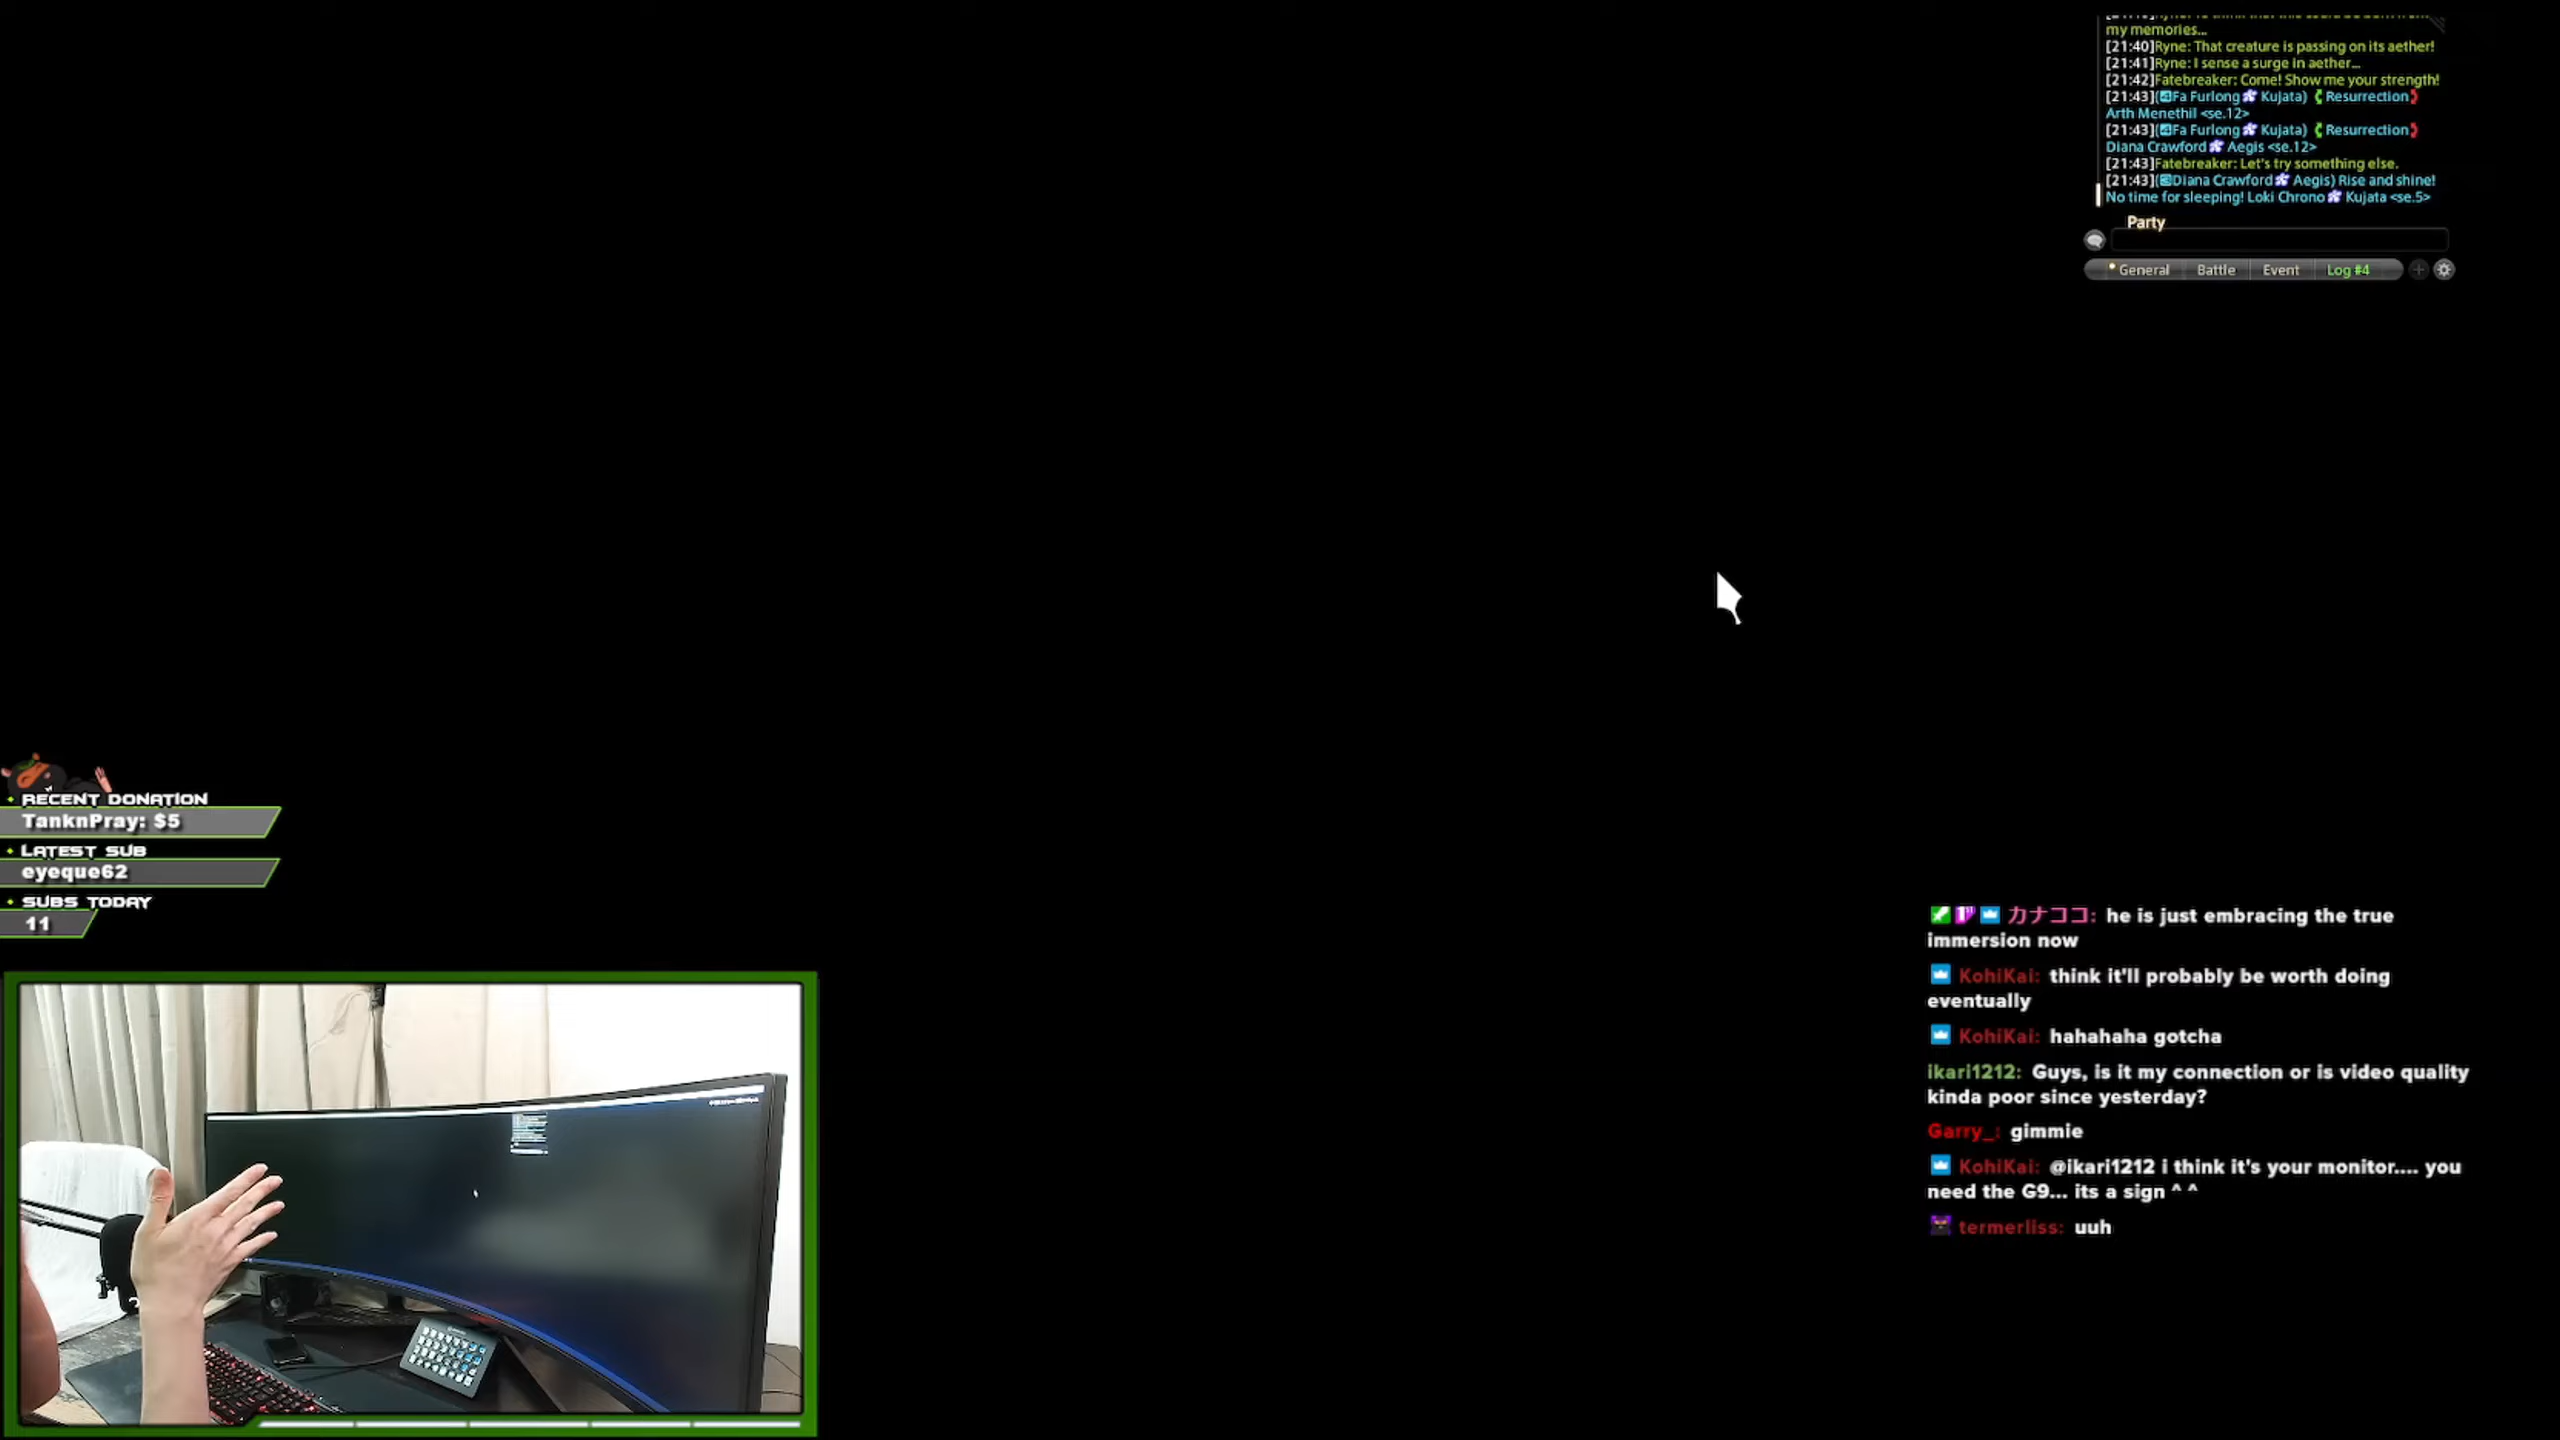 my memories...
[21:40]Ryne: That creature is passing on its aether!
[21:41]Ryne: I sense a surge in aether...
[21:42]Fatebreaker: Come! Show me your strength!
[21:43](4Fa Furlong Kujata) Resurrection
Arth Menethil <se.12>
[21:43](4Fa Furlong Kujata) Resurrection
Diana Crawford Aegis <se.12>
[21:43]Fatebreaker: Let's try something else.
[21:43](3Diana Crawford Aegis) Rise and shine!
No time for sleeping! Loki Chrono Kujata <se.5>
Party
General Battle Event Log #4
RECENT DONATION
TanknPray: $5
LATEST SUB
eyeque62
SUBS TODAY
11
カナココ: he is just embracing the true
immersion now
KohiKai: think it'll probably be worth doing
eventually
KohiKai: hahahaha gotcha
ikari1212: Guys, is it my connection or is video quality
kinda poor since yesterday?
Garry_: gimmie
KohiKai: @ikari1212 i think it's your monitor.... you
need the G9... its a sign ^ ^
termerliss: uuh